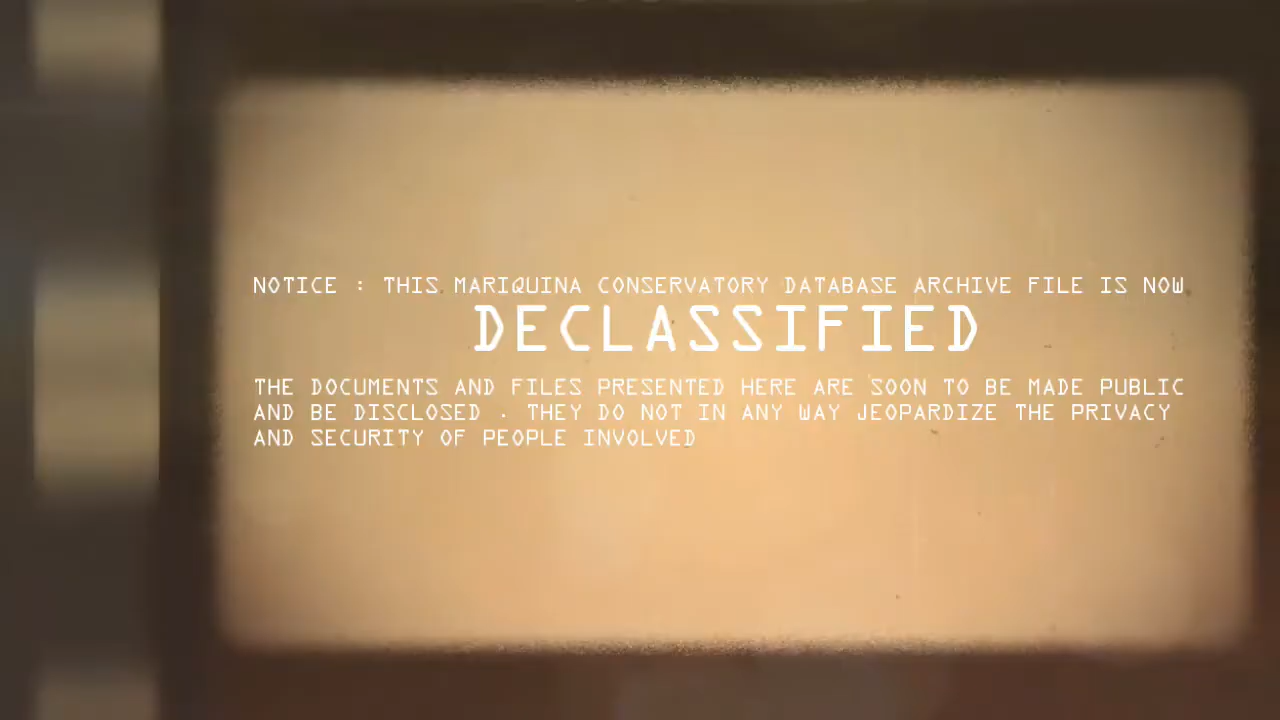 NOTICE : THIS MARIQUINA CONSERVATORY DATABASE ARCHIVE FILE IS NOW
DECLASSIFIED
THE DOCUMENTS AND FILES PRESENTED HERE ARE SOON TO BE MADE PUBLIC
AND BE DISCLOSED . THEY DO NOT IN ANY WAY JEOPARDIZE THE PRIVACY
AND SECURITY OF PEOPLE INVOLVED